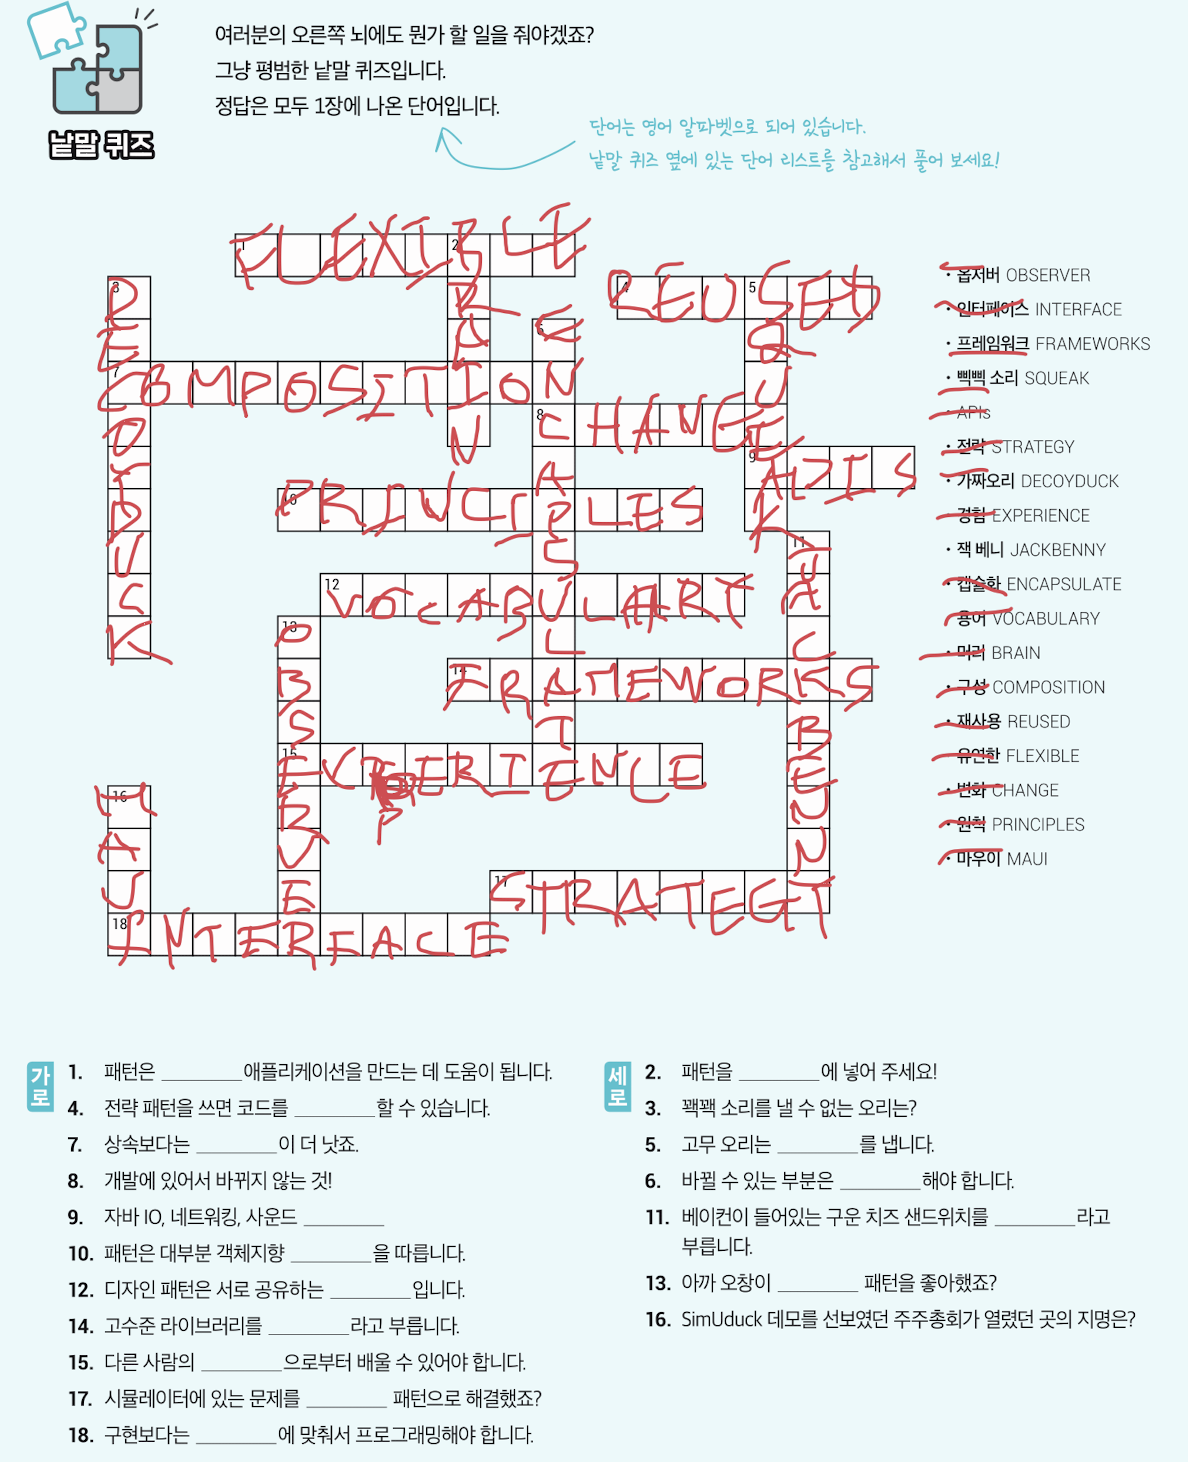 여러분의 오른쪽 뇌에도 뭔가 할 일을 줘야겠죠?
그냥 평범한 낱말 퀴즈입니다.
정답은 모두 1장에 나온 단어입니다.
낱말 퀴즈
단어는 영어 알파벳으로 되어 있습니다.
낱말 퀴즈 옆에 있는 단어 리스트를 참고해서 풀어 보세요!
1 FLEXIBLE
2 BRAIN
3 DECOYDUCK
4 REUSED
5 SQUEAK
6 ENCAPSULATE
7 COMPOSITION
8 CHANGE
9 APIS
10 PRINCIPLES
11 JACKBENNY
12 VOCABULARY
13 OBSERVER
14 FRAMEWORKS
15 EXPERIENCE
P
16 MAUI
17 STRATEGY
18 INTERFACE
• 옵저버 OBSERVER
• 인터페이스 INTERFACE
• 프레임워크 FRAMEWORKS
• 삑삑 소리 SQUEAK
• APIs
• 전략 STRATEGY
• 가짜오리 DECOYDUCK
• 경험 EXPERIENCE
• 잭 베니 JACKBENNY
• 캡슐화 ENCAPSULATE
• 용어 VOCABULARY
• 머리 BRAIN
• 구성 COMPOSITION
• 재사용 REUSED
• 유연한 FLEXIBLE
• 변화 CHANGE
• 원칙 PRINCIPLES
• 마우이 MAUI
가로
1. 패턴은 ________애플리케이션을 만드는 데 도움이 됩니다.
4. 전략 패턴을 쓰면 코드를 ________할 수 있습니다.
7. 상속보다는 ________이 더 낫죠.
8. 개발에 있어서 바뀌지 않는 것!
9. 자바 IO, 네트워킹, 사운드 ________
10. 패턴은 대부분 객체지향 ________을 따릅니다.
12. 디자인 패턴은 서로 공유하는 ________입니다.
14. 고수준 라이브러리를 ________라고 부릅니다.
15. 다른 사람의 ________으로부터 배울 수 있어야 합니다.
17. 시뮬레이터에 있는 문제를 ________ 패턴으로 해결했죠?
18. 구현보다는 ________에 맞춰서 프로그래밍해야 합니다.
세로
2. 패턴을 ________에 넣어 주세요!
3. 꽥꽥 소리를 낼 수 없는 오리는?
5. 고무 오리는 ________를 냅니다.
6. 바뀔 수 있는 부분은 ________해야 합니다.
11. 베이컨이 들어있는 구운 치즈 샌드위치를 ________라고
부릅니다.
13. 아까 오창이 ________ 패턴을 좋아했죠?
16. SimUduck 데모를 선보였던 주주총회가 열렸던 곳의 지명은?